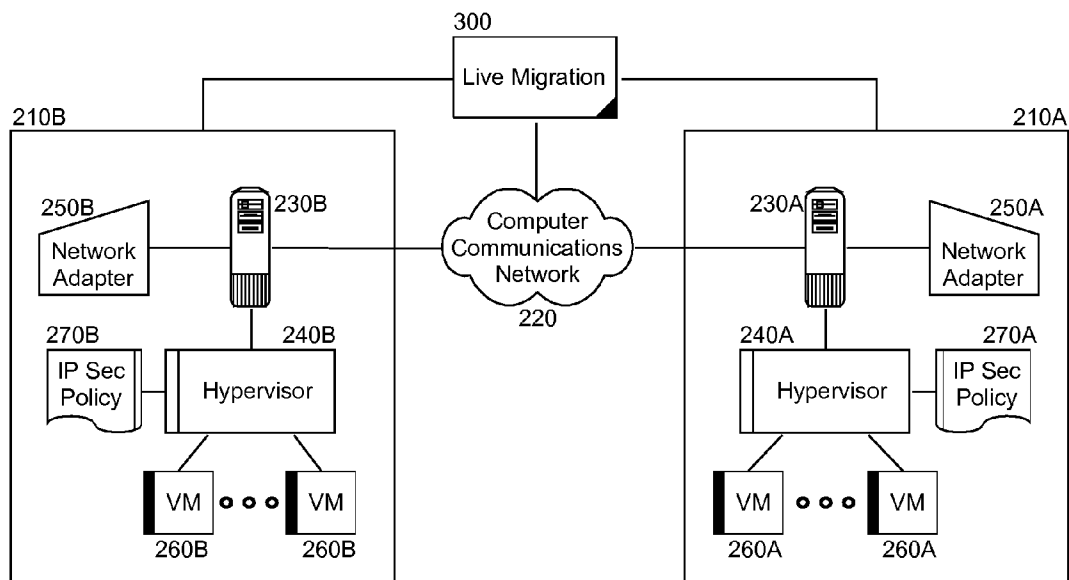 300
Live Migration
210B
210A
250B
Network
Adapter
230B
Computer
Communications
Network
220
230A
250A
Network
Adapter
270B
IP Sec
Policy
240B
Hypervisor
240A
Hypervisor
270A
IP Sec
Policy
VM
VM
260B
260B
VM
VM
260A
260A